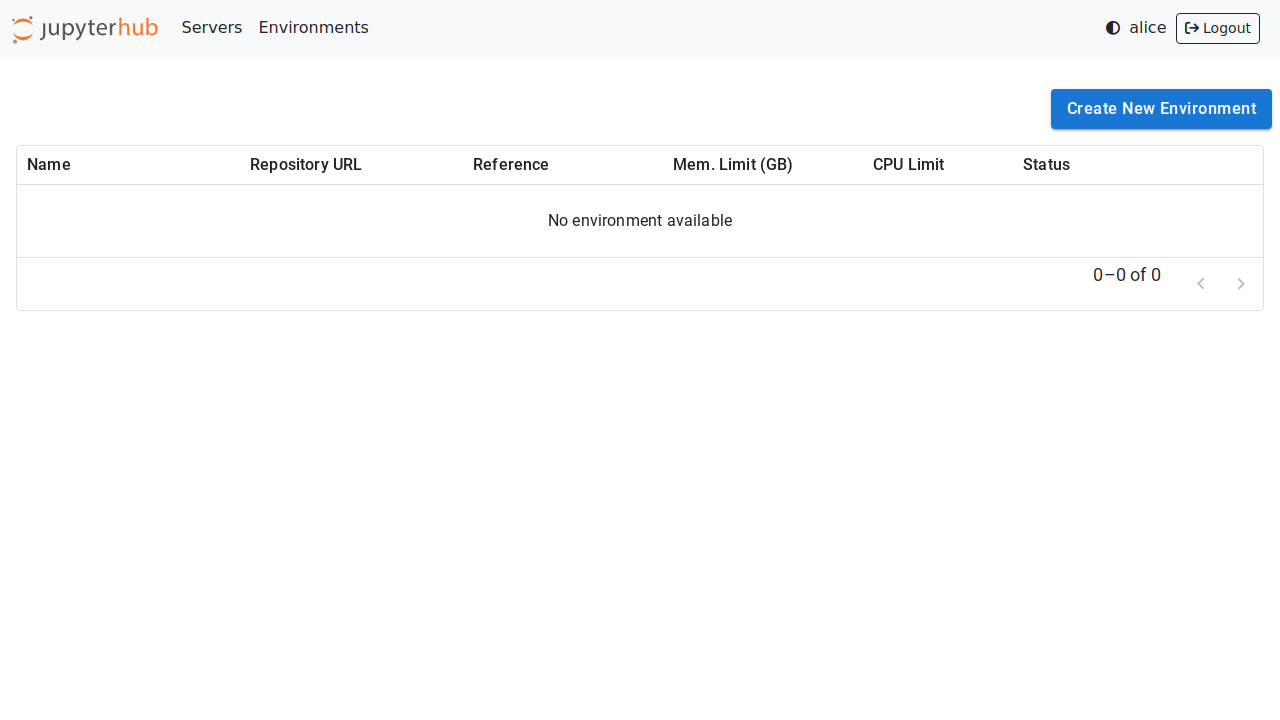 jupyterhub Servers Environments alice Logout
Create New Environment
Name Repository URL Reference Mem. Limit (GB) CPU Limit Status
No environment available
0–0 of 0